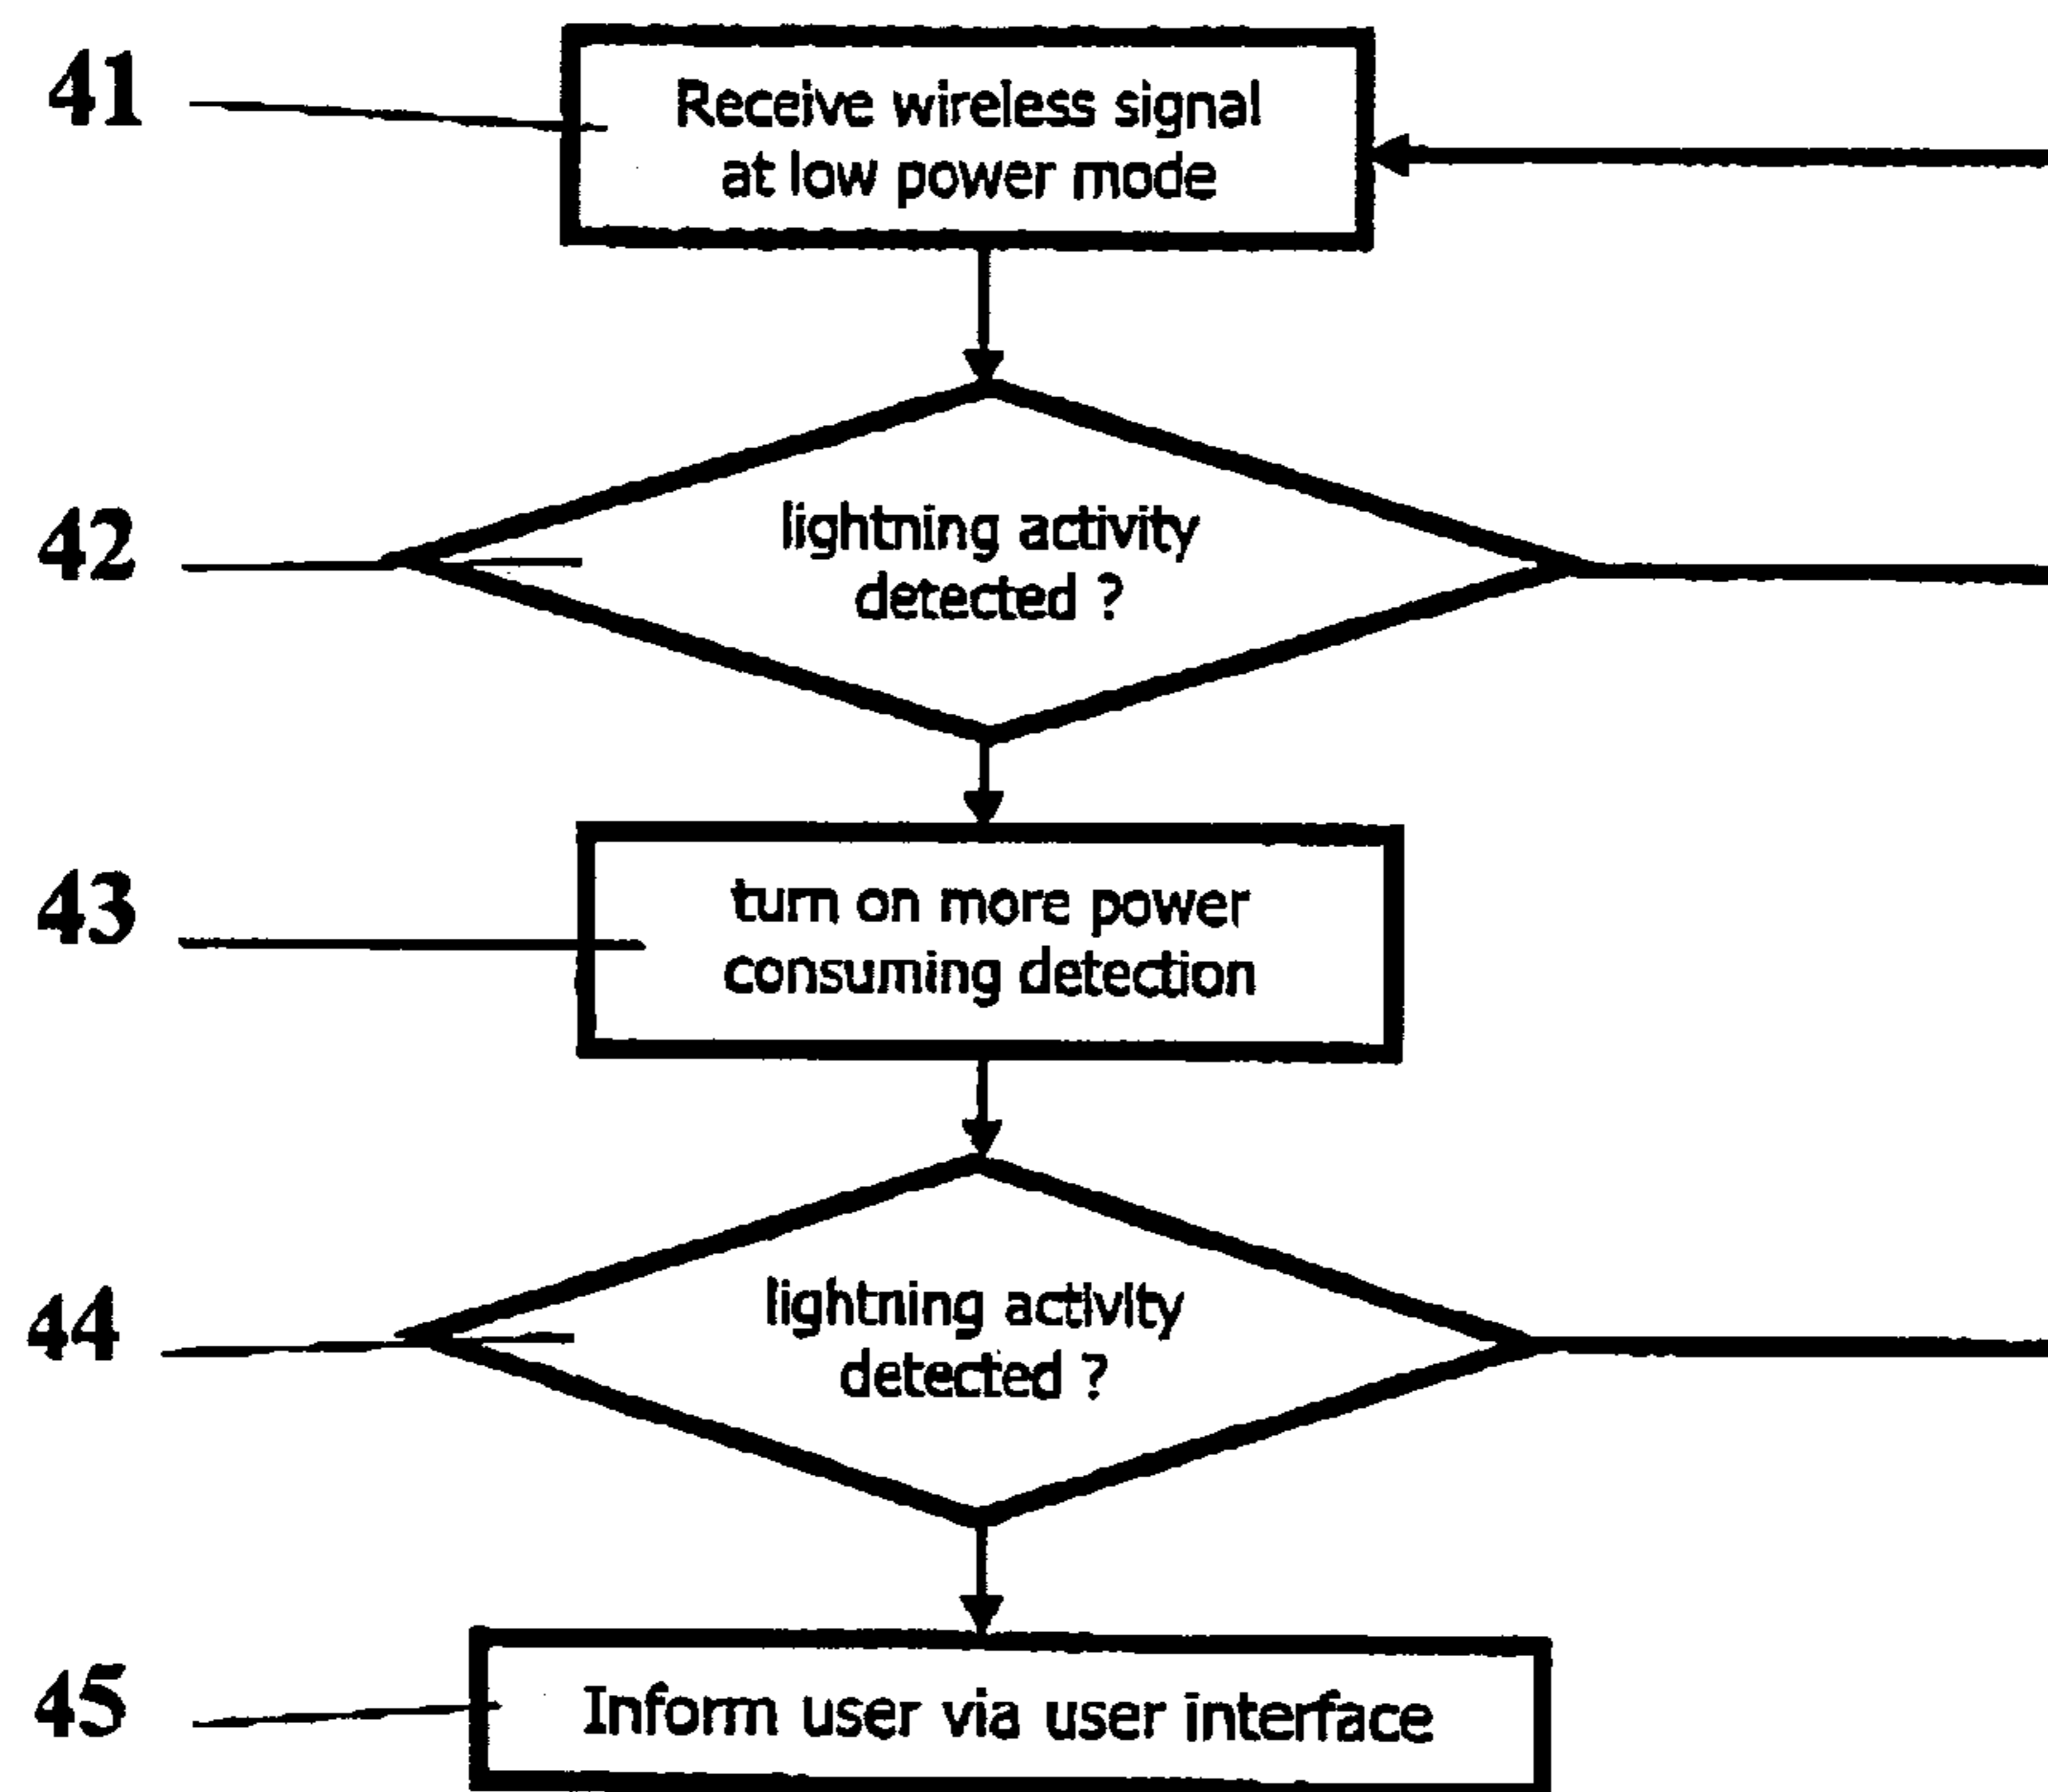 41
Receive wireless signal
at low power mode
42
lightning activity
detected ?
43
turn on more power
consuming detection
44
lightning activity
detected ?
45
Inform user via user interface